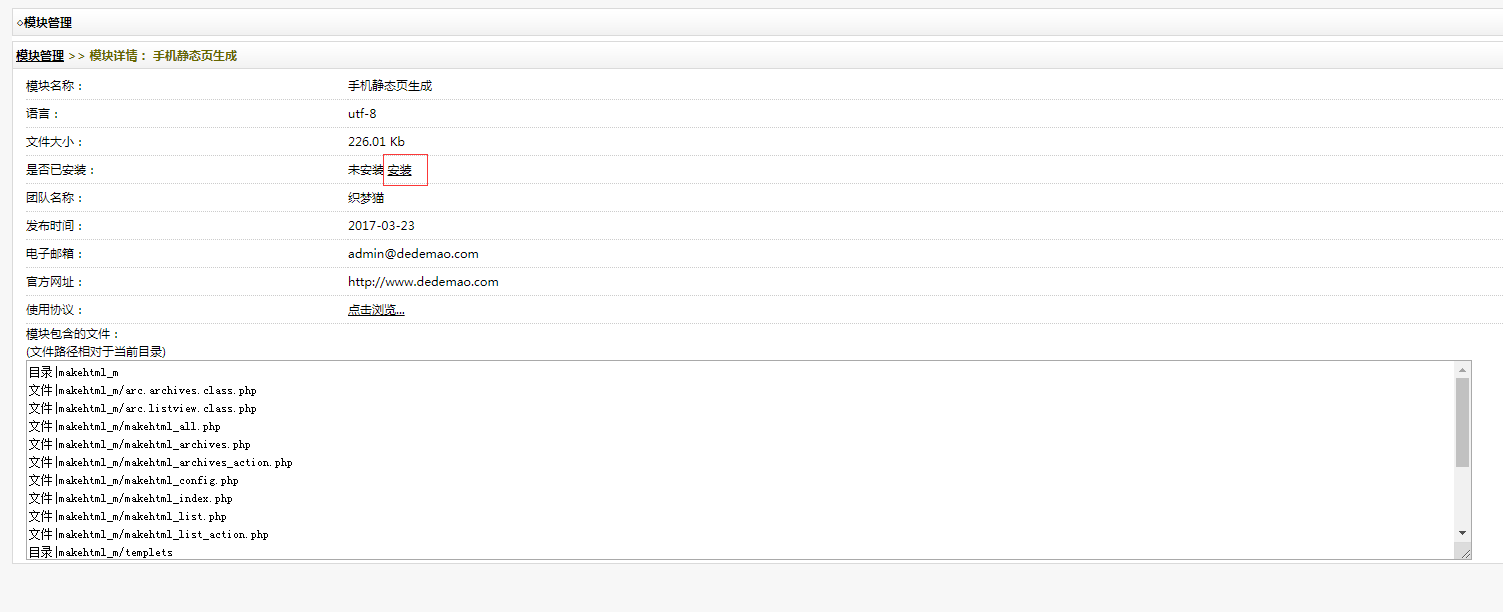 ◇模块管理
模块管理 >> 模块详情： 手机静态页生成
模块名称： 手机静态页生成
语言： utf-8
文件大小： 226.01 Kb
是否已安装： 未安装 安装
团队名称： 织梦猫
发布时间： 2017-03-23
电子邮箱： admin@dedemao.com
官方网址： http://www.dedemao.com
使用协议： 点击浏览...
模块包含的文件：
(文件路径相对于当前目录)
目录|makehtml_m
文件|makehtml_m/arc.archives.class.php
文件|makehtml_m/arc.listview.class.php
文件|makehtml_m/makehtml_all.php
文件|makehtml_m/makehtml_archives.php
文件|makehtml_m/makehtml_archives_action.php
文件|makehtml_m/makehtml_config.php
文件|makehtml_m/makehtml_index.php
文件|makehtml_m/makehtml_list.php
文件|makehtml_m/makehtml_list_action.php
目录|makehtml_m/templets